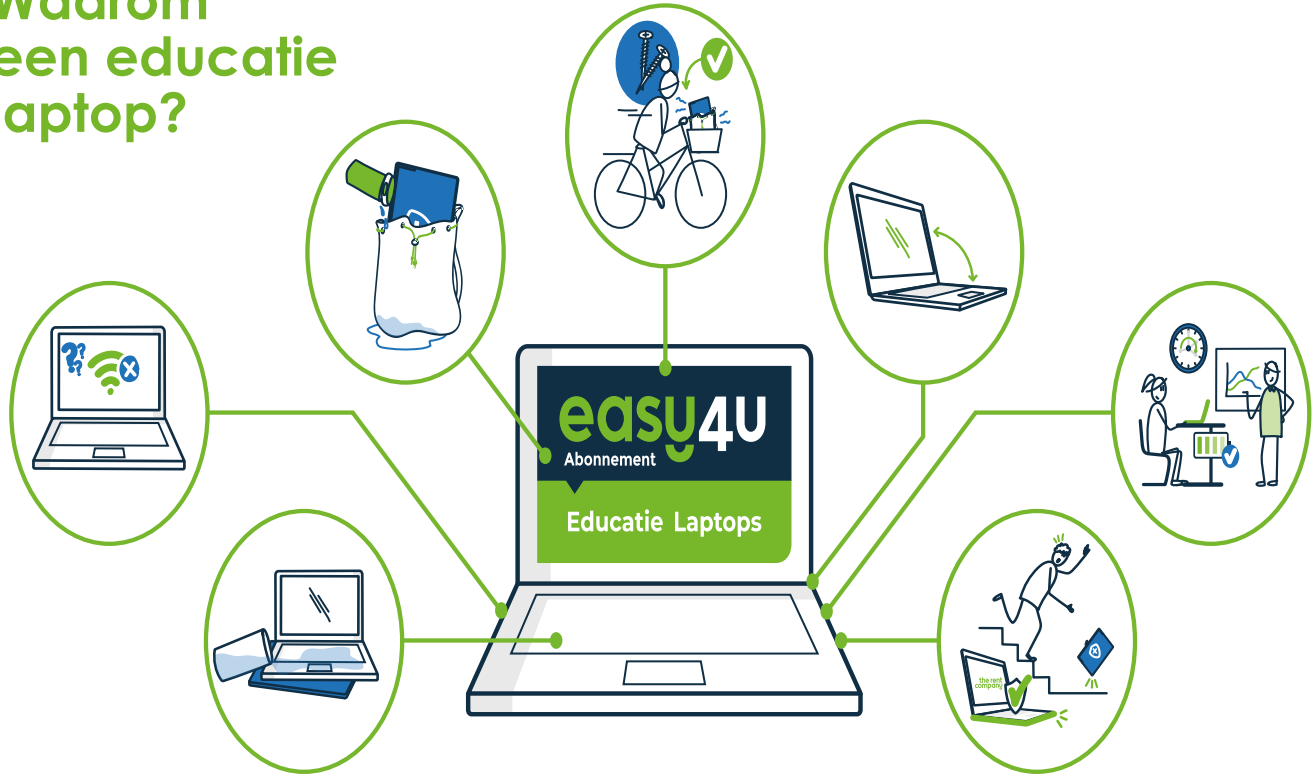 Waarom
een educatie
laptop?
easy4u
Abonnement
Educatie Laptops
???
the rent
company